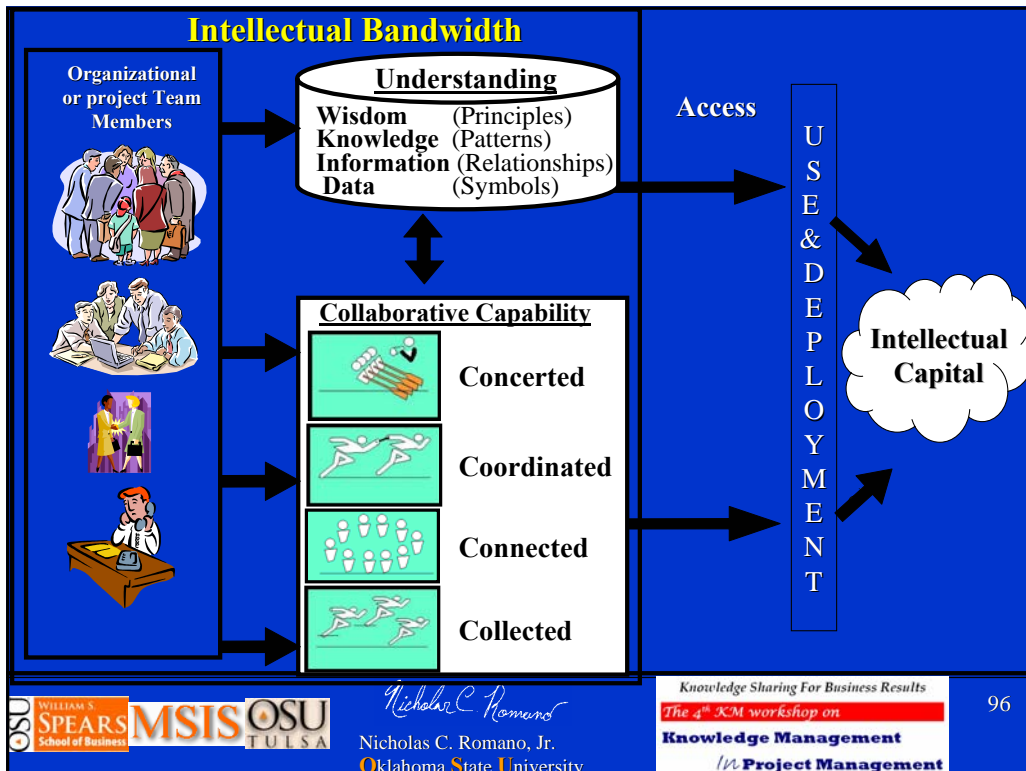 Intellectual Bandwidth
Organizational
or project Team
Members
Understanding
Wisdom (Principles)
Knowledge (Patterns)
Information (Relationships)
Data (Symbols)
Collaborative Capability
Concerted
Coordinated
Connected
Collected
Access
USE&DEPLOYMENT
Intellectual
Capital
OSU
WILLIAM S.
SPEARS
School of Business
MSIS
OSU
TULSA
Nicholas C. Romano
Nicholas C. Romano, Jr.
Oklahoma State University
Knowledge Sharing For Business Results
The 4th KM workshop on
Knowledge Management
In Project Management
96